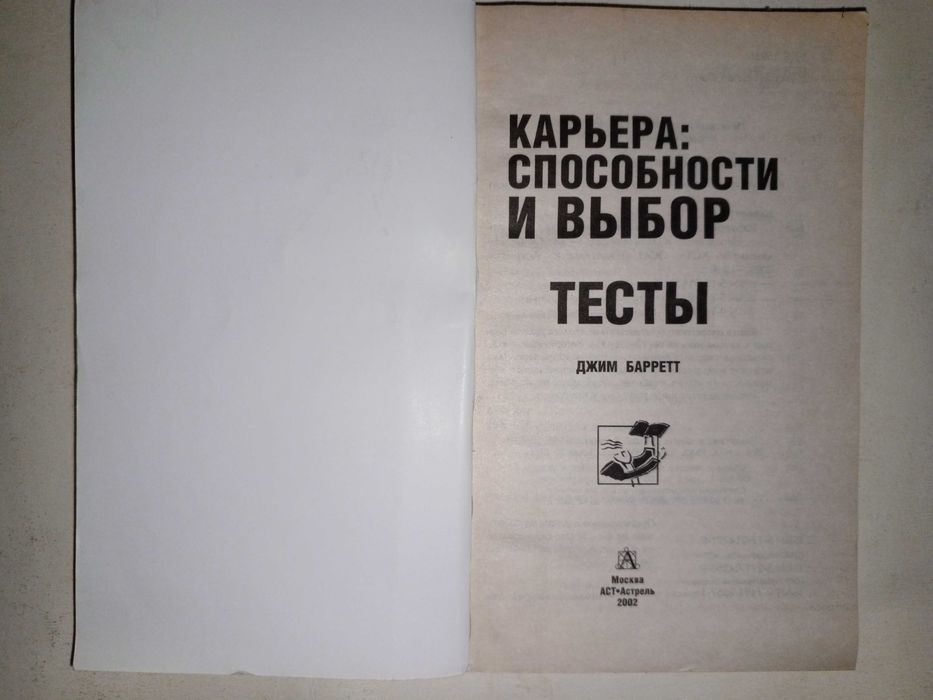 КАРЬЕРА:
СПОСОБНОСТИ
И ВЫБОР
ТЕСТЫ
ДЖИМ БАРРЕТТ
Москва
АСТ•Астрель
2002